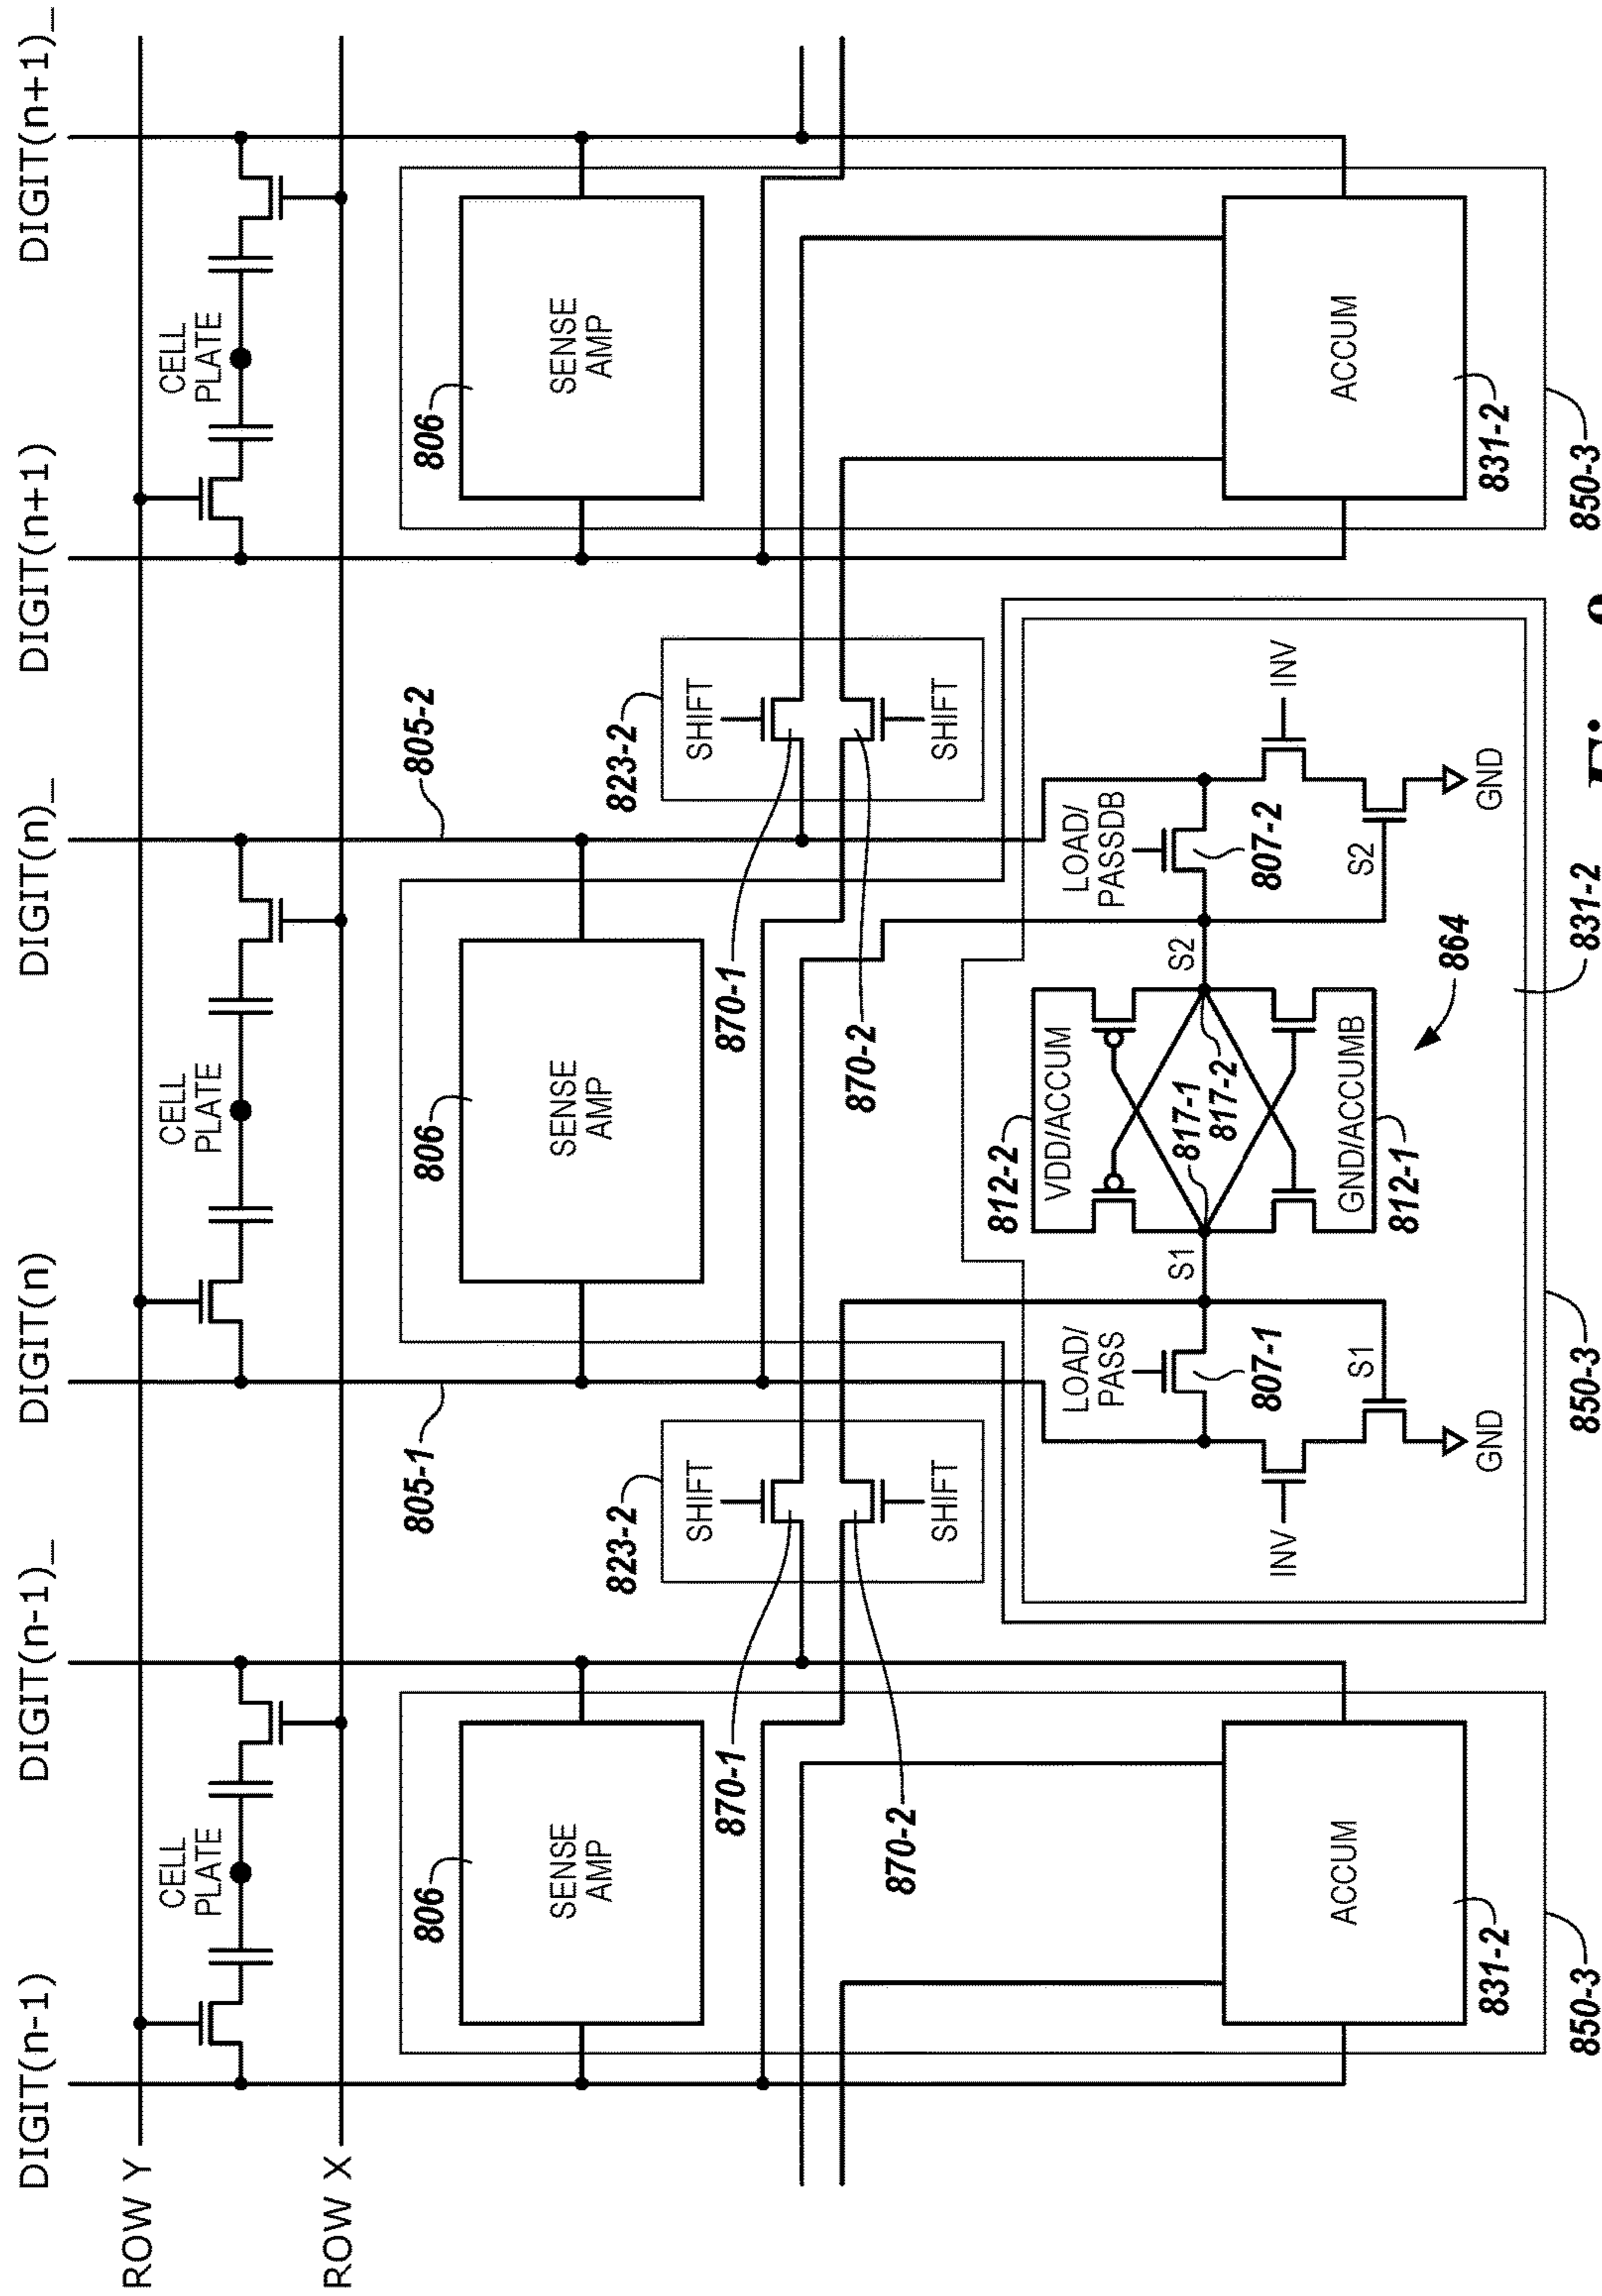 DIGIT(n-1)
DIGIT(n-1)_
DIGIT(n)
DIGIT(n)_
DIGIT(n+1)
DIGIT(n+1)_
ROW Y
CELL
PLATE
CELL
PLATE
CELL
PLATE
ROW X
805-1
805-2
806
806
806
SENSE
AMP
SENSE
AMP
SENSE
AMP
823-2
823-2
SHIFT
SHIFT
870-1
870-1
870-2
870-2
SHIFT
SHIFT
812-2
VDD/ACCUM
LOAD/
PASS
LOAD/
PASSDB
S1
817-1
817-2
S2
807-1
807-2
INV
INV
GND/ACCUMB
812-1
S1
S2
864
ACCUM
ACCUM
GND
GND
831-2
831-2
831-2
850-3
850-3
850-3